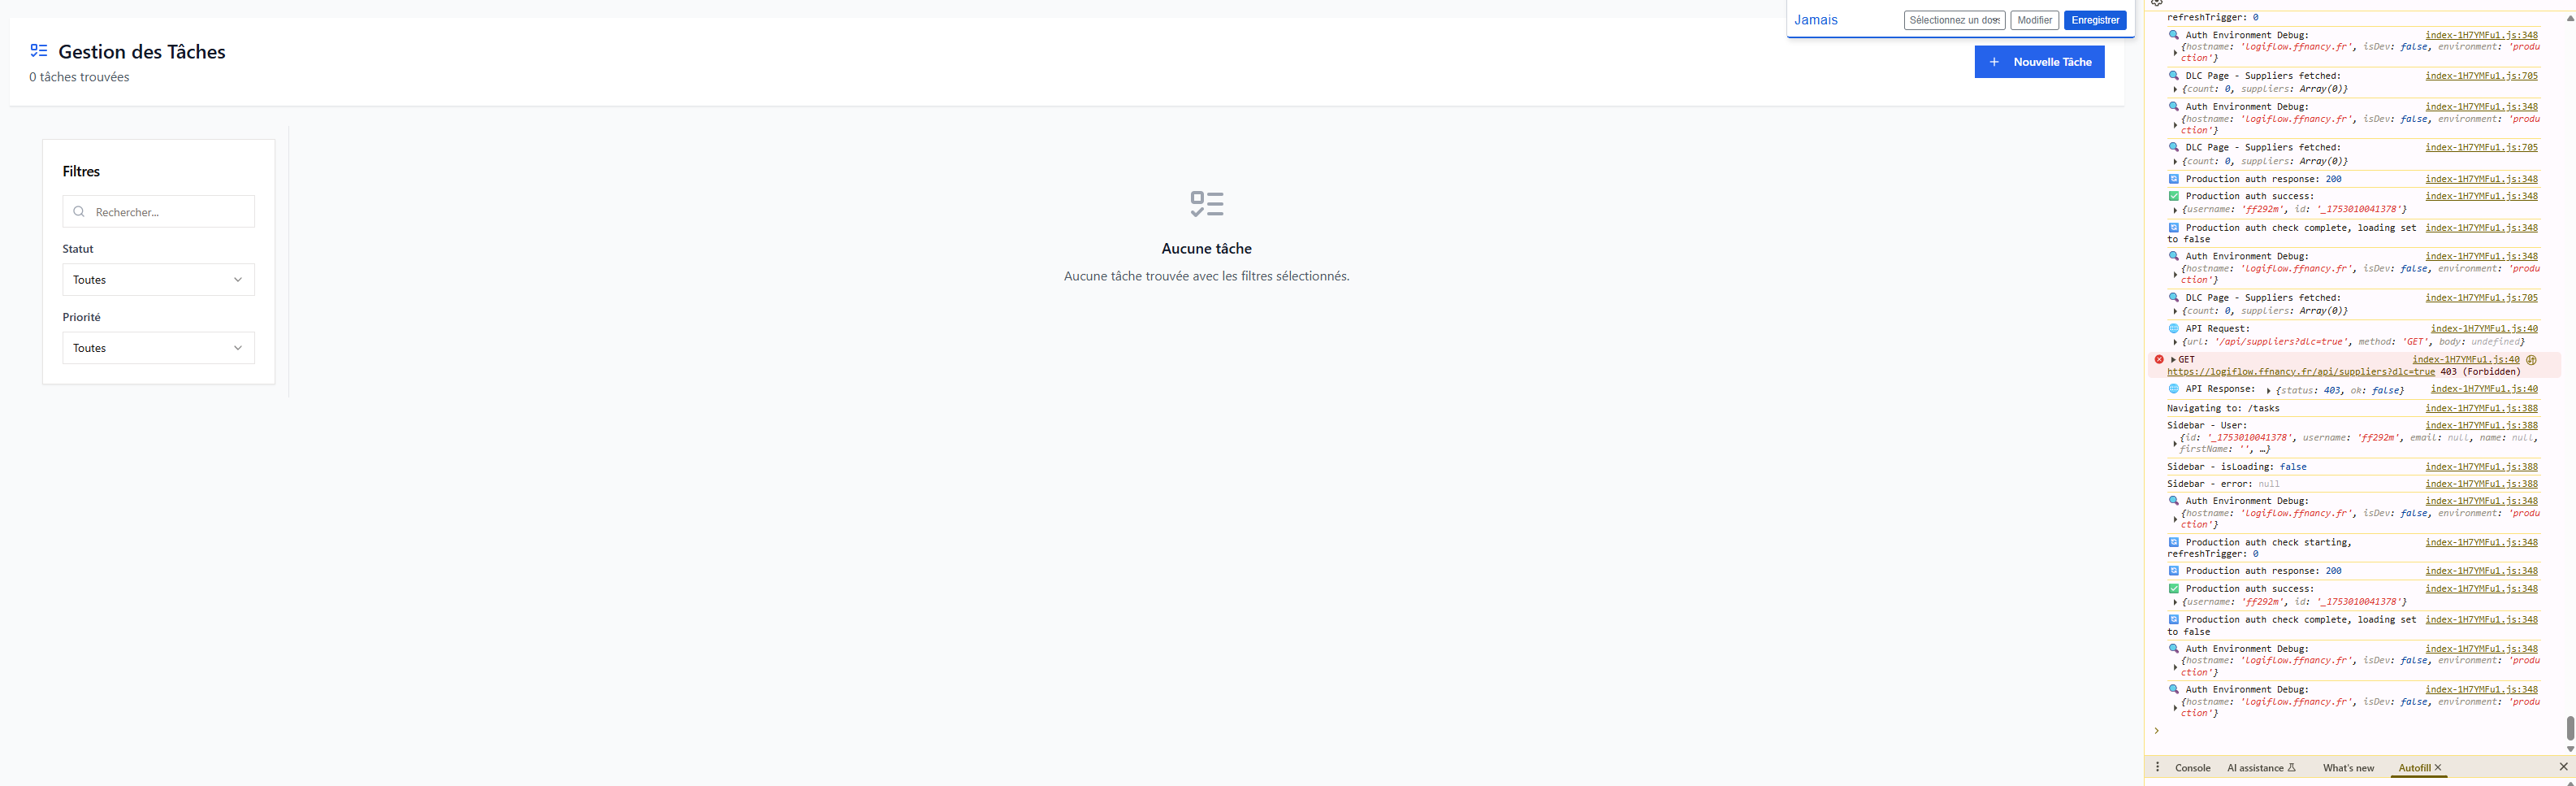 Gestion des Tâches
0 tâches trouvées
Jamais
Sélectionnez un dos
Modifier
Enregistrer
+ Nouvelle Tâche
Filtres
Rechercher...
Statut
Toutes
Priorité
Toutes
Aucune tâche
Aucune tâche trouvée avec les filtres sélectionnés.
refreshTrigger: 0
Auth Environment Debug: index-1H7YMFu1.js:348
{hostname: 'logiflow.ffnancy.fr', isDev: false, environment: 'produ
ction'}
DLC Page - Suppliers fetched: index-1H7YMFu1.js:705
{count: 0, suppliers: Array(0)}
Auth Environment Debug: index-1H7YMFu1.js:348
{hostname: 'logiflow.ffnancy.fr', isDev: false, environment: 'produ
ction'}
DLC Page - Suppliers fetched: index-1H7YMFu1.js:705
{count: 0, suppliers: Array(0)}
Production auth response: 200 index-1H7YMFu1.js:348
Production auth success: index-1H7YMFu1.js:348
{username: 'ff292m', id: '_1753010041378'}
Production auth check complete, loading set index-1H7YMFu1.js:348
to false
Auth Environment Debug: index-1H7YMFu1.js:348
{hostname: 'logiflow.ffnancy.fr', isDev: false, environment: 'produ
ction'}
DLC Page - Suppliers fetched: index-1H7YMFu1.js:705
{count: 0, suppliers: Array(0)}
API Request: index-1H7YMFu1.js:40
{url: '/api/suppliers?dlc=true', method: 'GET', body: undefined}
GET index-1H7YMFu1.js:40
https://logiflow.ffnancy.fr/api/suppliers?dlc=true 403 (Forbidden)
API Response: {status: 403, ok: false} index-1H7YMFu1.js:40
Navigating to: /tasks index-1H7YMFu1.js:388
Sidebar - User: index-1H7YMFu1.js:388
{id: '_1753010041378', username: 'ff292m', email: null, name: null,
firstName: '', …}
Sidebar - isLoading: false index-1H7YMFu1.js:388
Sidebar - error: null index-1H7YMFu1.js:388
Auth Environment Debug: index-1H7YMFu1.js:348
{hostname: 'logiflow.ffnancy.fr', isDev: false, environment: 'produ
ction'}
Production auth check starting, index-1H7YMFu1.js:348
refreshTrigger: 0
Production auth response: 200 index-1H7YMFu1.js:348
Production auth success: index-1H7YMFu1.js:348
{username: 'ff292m', id: '_1753010041378'}
Production auth check complete, loading set index-1H7YMFu1.js:348
to false
Auth Environment Debug: index-1H7YMFu1.js:348
{hostname: 'logiflow.ffnancy.fr', isDev: false, environment: 'produ
ction'}
Auth Environment Debug: index-1H7YMFu1.js:348
{hostname: 'logiflow.ffnancy.fr', isDev: false, environment: 'produ
ction'}
Console
AI assistance
What's new
Autofill